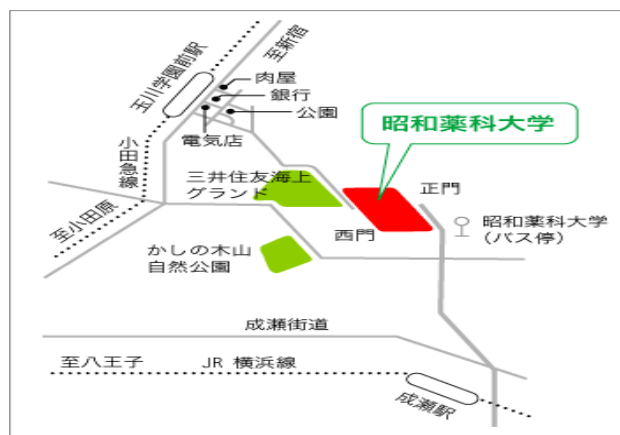 至新宿
玉川学園前駅
肉屋
銀行
公園
電気店
昭和薬科大学
小田急線
三井住友海上
グランド
正門
至小田原
西門
昭和薬科大学
(バス停)
かしの木山
自然公園
成瀬街道
至八王子
JR 横浜線
成瀬駅